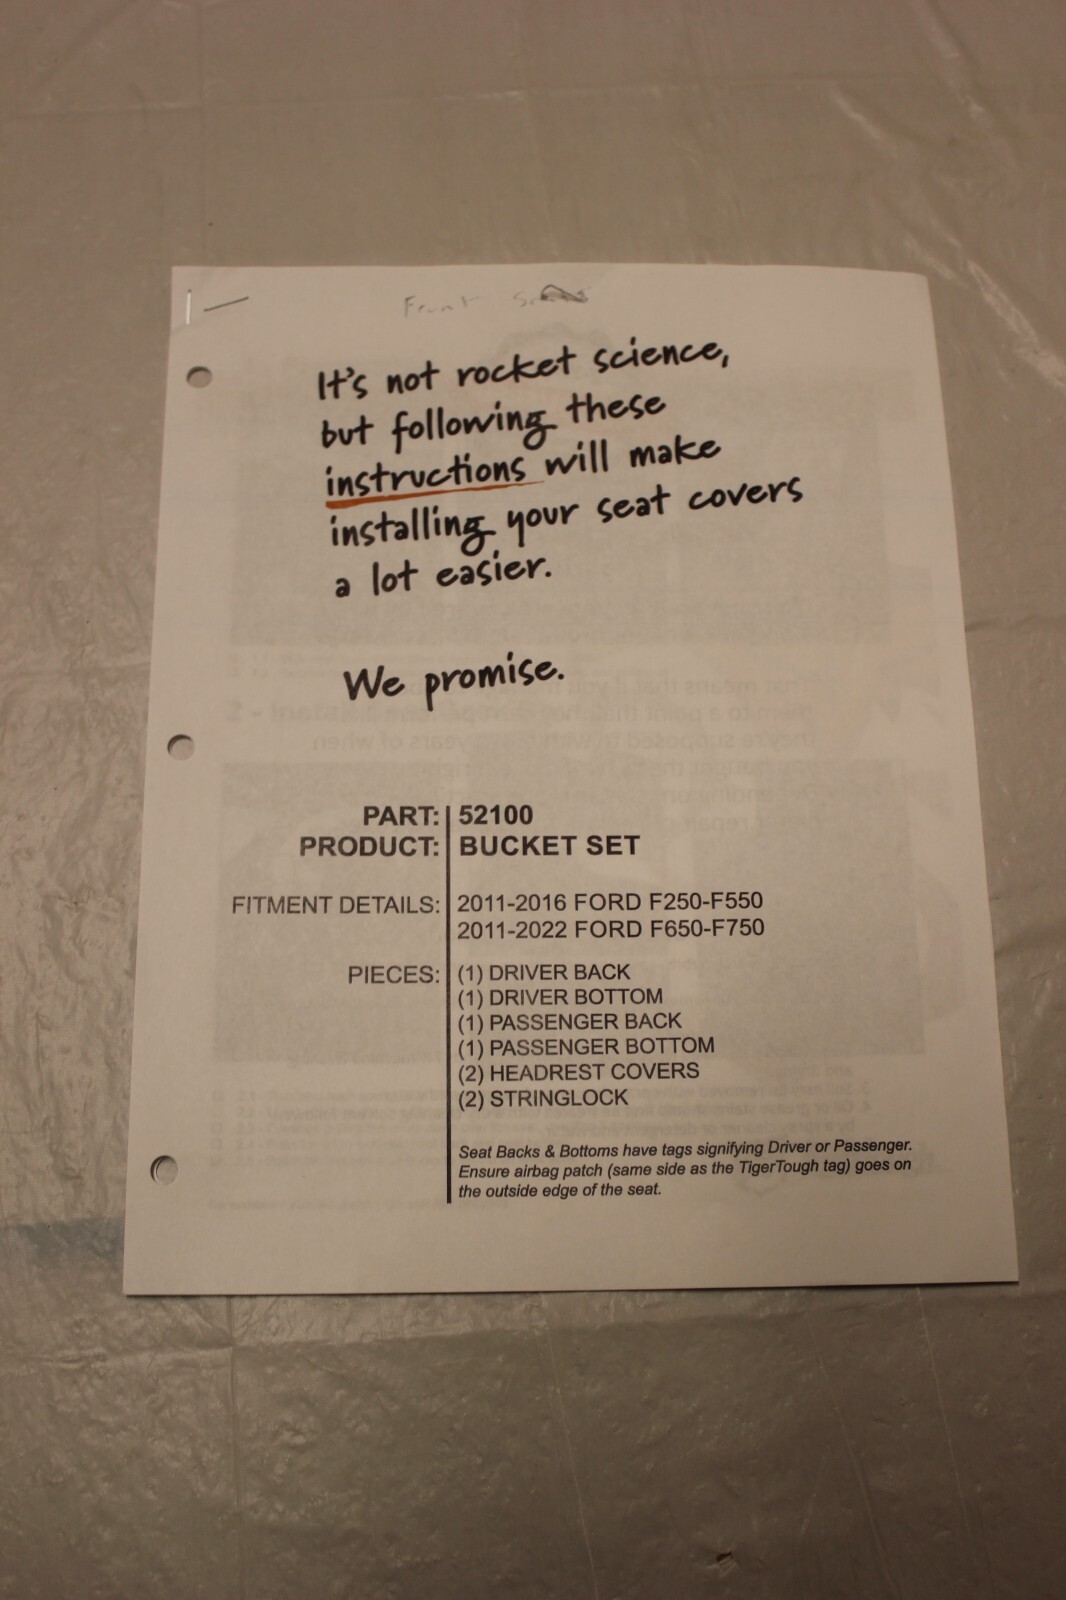 Front
It's not rocket science,
but following these
instructions will make
installing your seat covers
a lot easier.
We promise.
PART: 52100
PRODUCT: BUCKET SET
FITMENT DETAILS: 2011-2016 FORD F250-F550
2011-2022 FORD F650-F750
PIECES: (1) DRIVER BACK
(1) DRIVER BOTTOM
(1) PASSENGER BACK
(1) PASSENGER BOTTOM
(2) HEADREST COVERS
(2) STRINGLOCK
Seat Backs & Bottoms have tags signifying Driver or Passenger.
Ensure airbag patch (same side as the TigerTough tag) goes on
the outside edge of the seat.